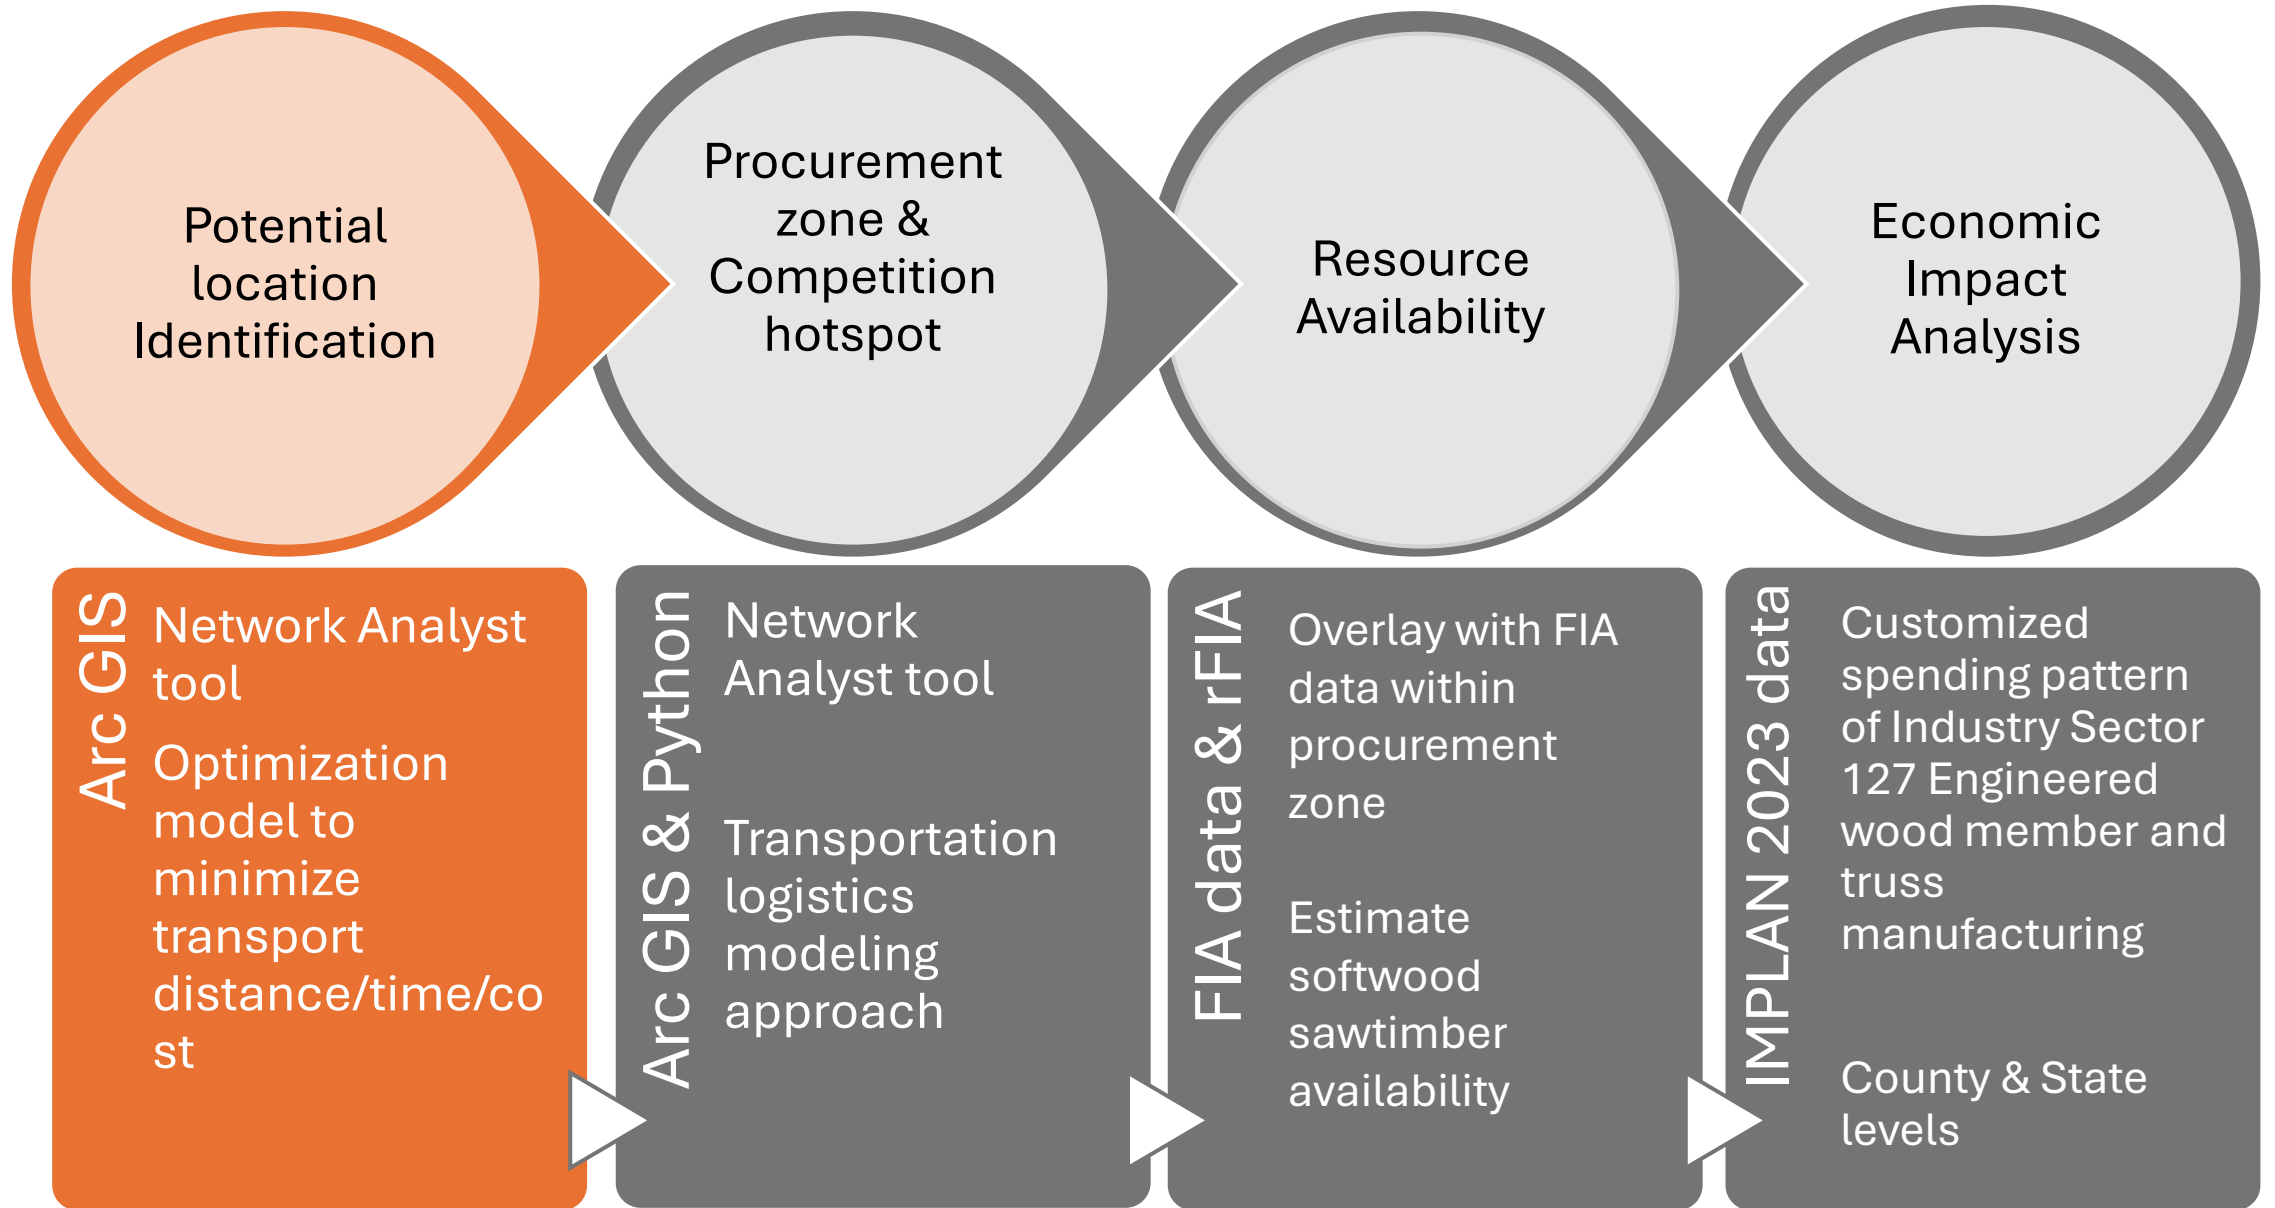 Potential
location
Identification
Procurement
zone &
Competition
hotspot
Resource
Availability
Economic
Impact
Analysis
Arc GIS
Network Analyst
tool
Optimization
model to
minimize
transport
distance/time/co
st
Arc GIS & Python
Network
Analyst tool
Transportation
logistics
modeling
approach
FIA data & rFIA
Overlay with FIA
data within
procurement
zone
Estimate
softwood
sawtimber
availability
IMPLAN 2023 data
Customized
spending pattern
of Industry Sector
127 Engineered
wood member and
truss
manufacturing
County & State
levels